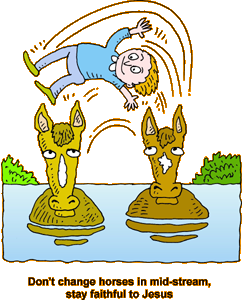 Don't change horses in mid-stream,
stay faithful to Jesus